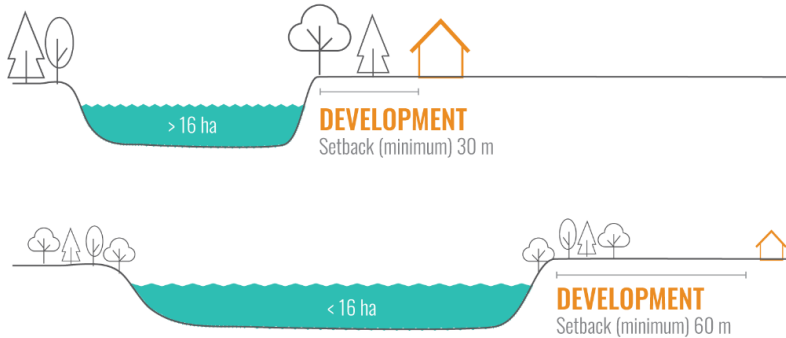 > 16 ha
DEVELOPMENT
Setback (minimum) 30 m
< 16 ha
DEVELOPMENT
Setback (minimum) 60 m